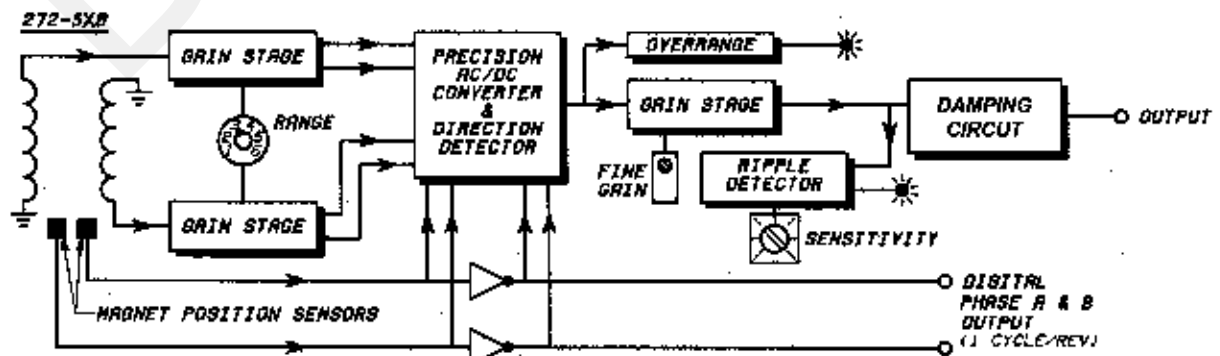 272-5XB
GAIN STAGE
RANGE
GAIN STAGE
PRECISION
AC/DC
CONVERTER
&
DIRECTION
DETECTOR
OVERRANGE
GAIN STAGE
FINE
GAIN
RIPPLE
DETECTOR
SENSITIVITY
DAMPING
CIRCUT
OUTPUT
MAGNET POSITION SENSORS
DIGITAL
PHASE A & B
OUTPUT
(1 CYCLE/REV)